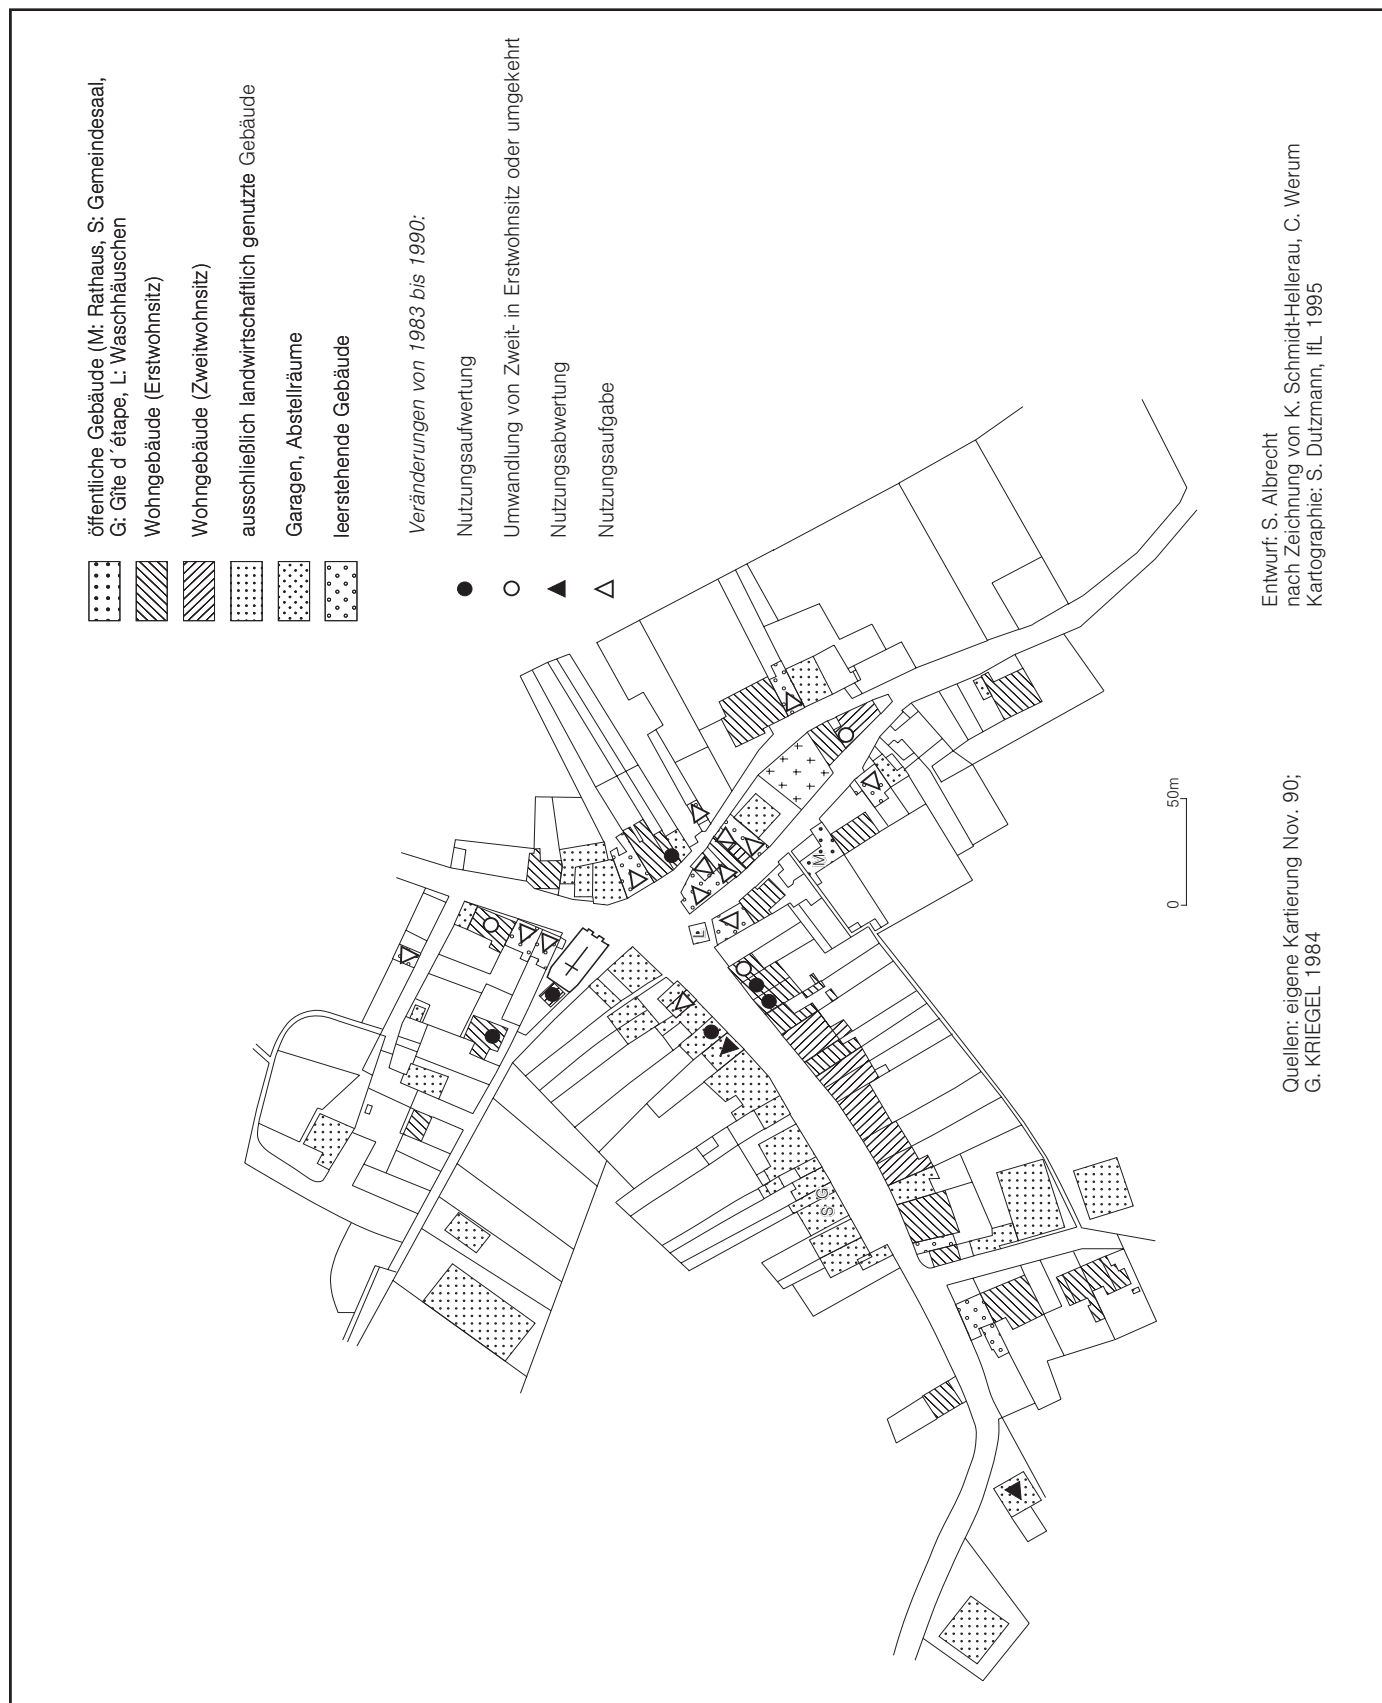 öffentliche Gebäude (M: Rathaus, S: Gemeindesaal,
G: Gîte d´étape, L: Waschhäuschen
Wohngebäude (Erstwohnsitz)
Wohngebäude (Zweitwohnsitz)
ausschließlich landwirtschaftlich genutzte Gebäude
Garagen, Abstellräume
leerstehende Gebäude
Veränderungen von 1983 bis 1990:
Nutzungsaufwertung
Umwandlung von Zweit- in Erstwohnsitz oder umgekehrt
Nutzungsabwertung
Nutzungsaufgabe
L
M
S G
0 50m
Quellen: eigene Kartierung Nov. 90;
G. KRIEGEL 1984
Entwurf: S. Albrecht
nach Zeichnung von K. Schmidt-Hellerau, C. Werum
Kartographie: S. Dutzmann, IfL 1995